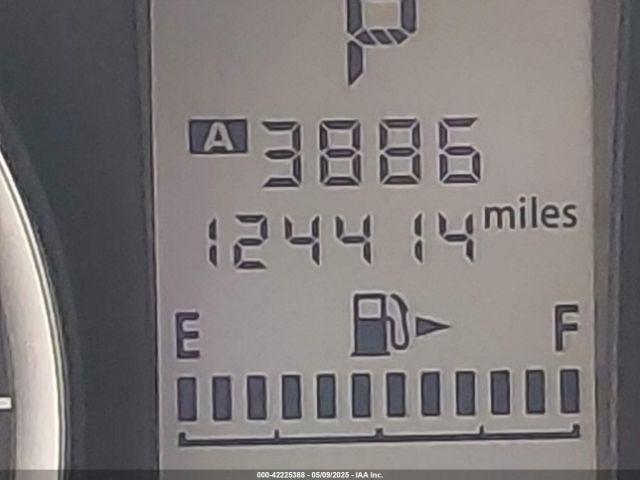 P
A 3886
124414 miles
E F
000-42225388 - 05/09/2025 - IAA Inc.